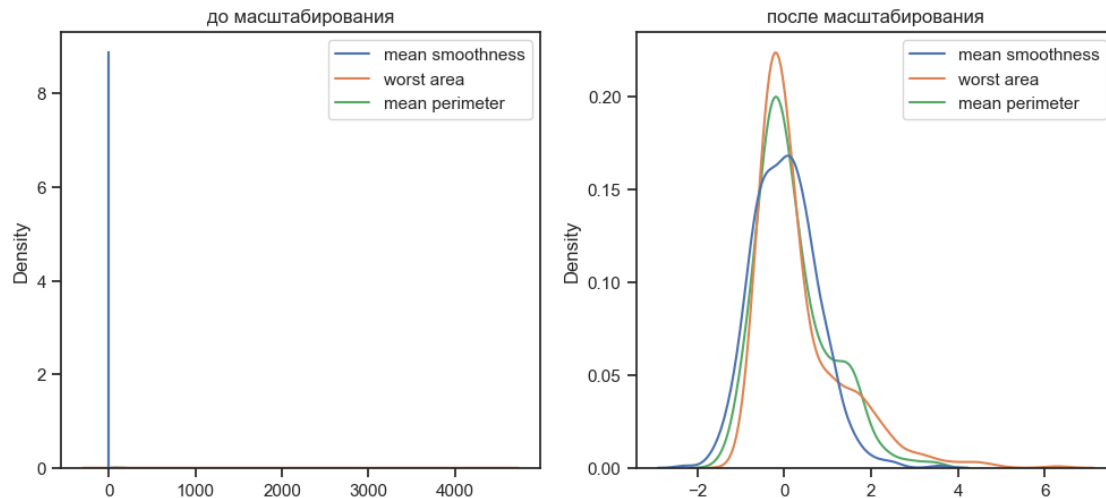 до масштабирования
mean smoothness
worst area
mean perimeter
Density
8
6
4
2
0
0 1000 2000 3000 4000
после масштабирования
mean smoothness
worst area
mean perimeter
Density
0.20
0.15
0.10
0.05
0.00
−2 0 2 4 6